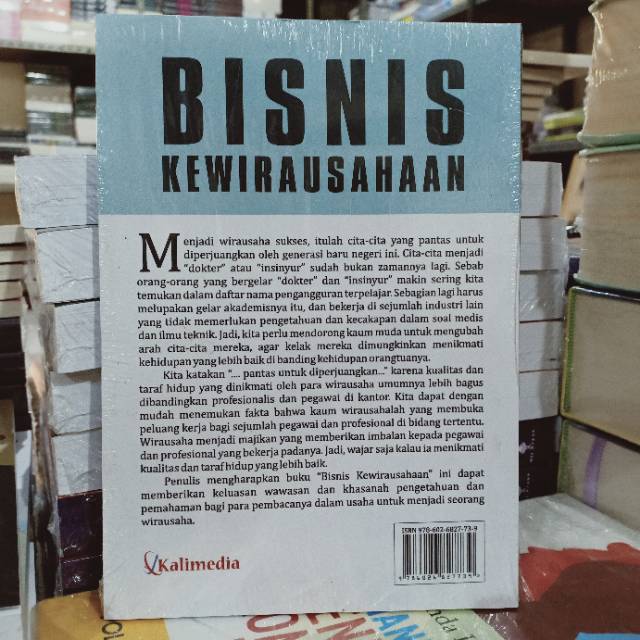 BISNIS
KEWIRAUSAHAAN
Menjadi wirausaha sukses, itulah cita-cita yang pantas untuk
diperjuangkan oleh generasi baru negeri ini. Cita-cita menjadi
"dokter" atau "insinyur" sudah bukan zamannya lagi. Sebab
orang-orang yang bergelar "dokter" dan "insinyur" makin sering kita
temukan dalam daftar nama pengangguran terpelajar. Sebagian lagi harus
melupakan gelar akademisnya itu, dan bekerja di sejumlah industri lain
yang tidak memerlukan pengetahuan dan kecakapan dalam soal medis
dan ilmu teknik. Jadi, kita perlu mendorong kaum muda untuk mengubah
arah cita-cita mereka, agar kelak mereka dimungkinkan menikmati
kehidupan yang lebih baik di banding kehidupan orangtuanya.
Kita katakan ".... pantas untuk diperjuangkan..." karena kualitas dan
taraf hidup yang dinikmati oleh para wirausaha umumnya lebih bagus
dibandingkan profesionalis dan pegawai di kantor. Kita dapat dengan
mudah menemukan fakta bahwa kaum wirausahalah yang membuka
peluang kerja bagi sejumlah pegawai dan profesional di bidang tertentu.
Wirausaha menjadi majikan yang memberikan imbalan kepada pegawai
dan profesional yang bekerja padanya. Jadi, wajar saja kalau ia menikmati
kualitas dan taraf hidup yang lebih baik.
Penulis mengharapkan buku "Bisnis Kewirausahaan" ini dapat
memberikan keluasan wawasan dan khasanah pengetahuan dan
pemahaman bagi para pembacanya dalam usaha untuk menjadi seorang
wirausaha.
ISBN 978-602-6827-73-9
Kalimedia